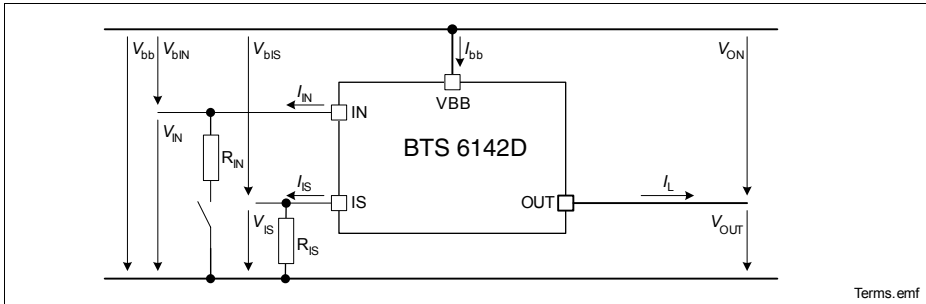 Vbb VbIN VbIS Ibb VON
IIN VBB
IN
VIN BTS 6142D
RIN
IIS IL
IS OUT
VIS VOUT
RIS
Terms.emf